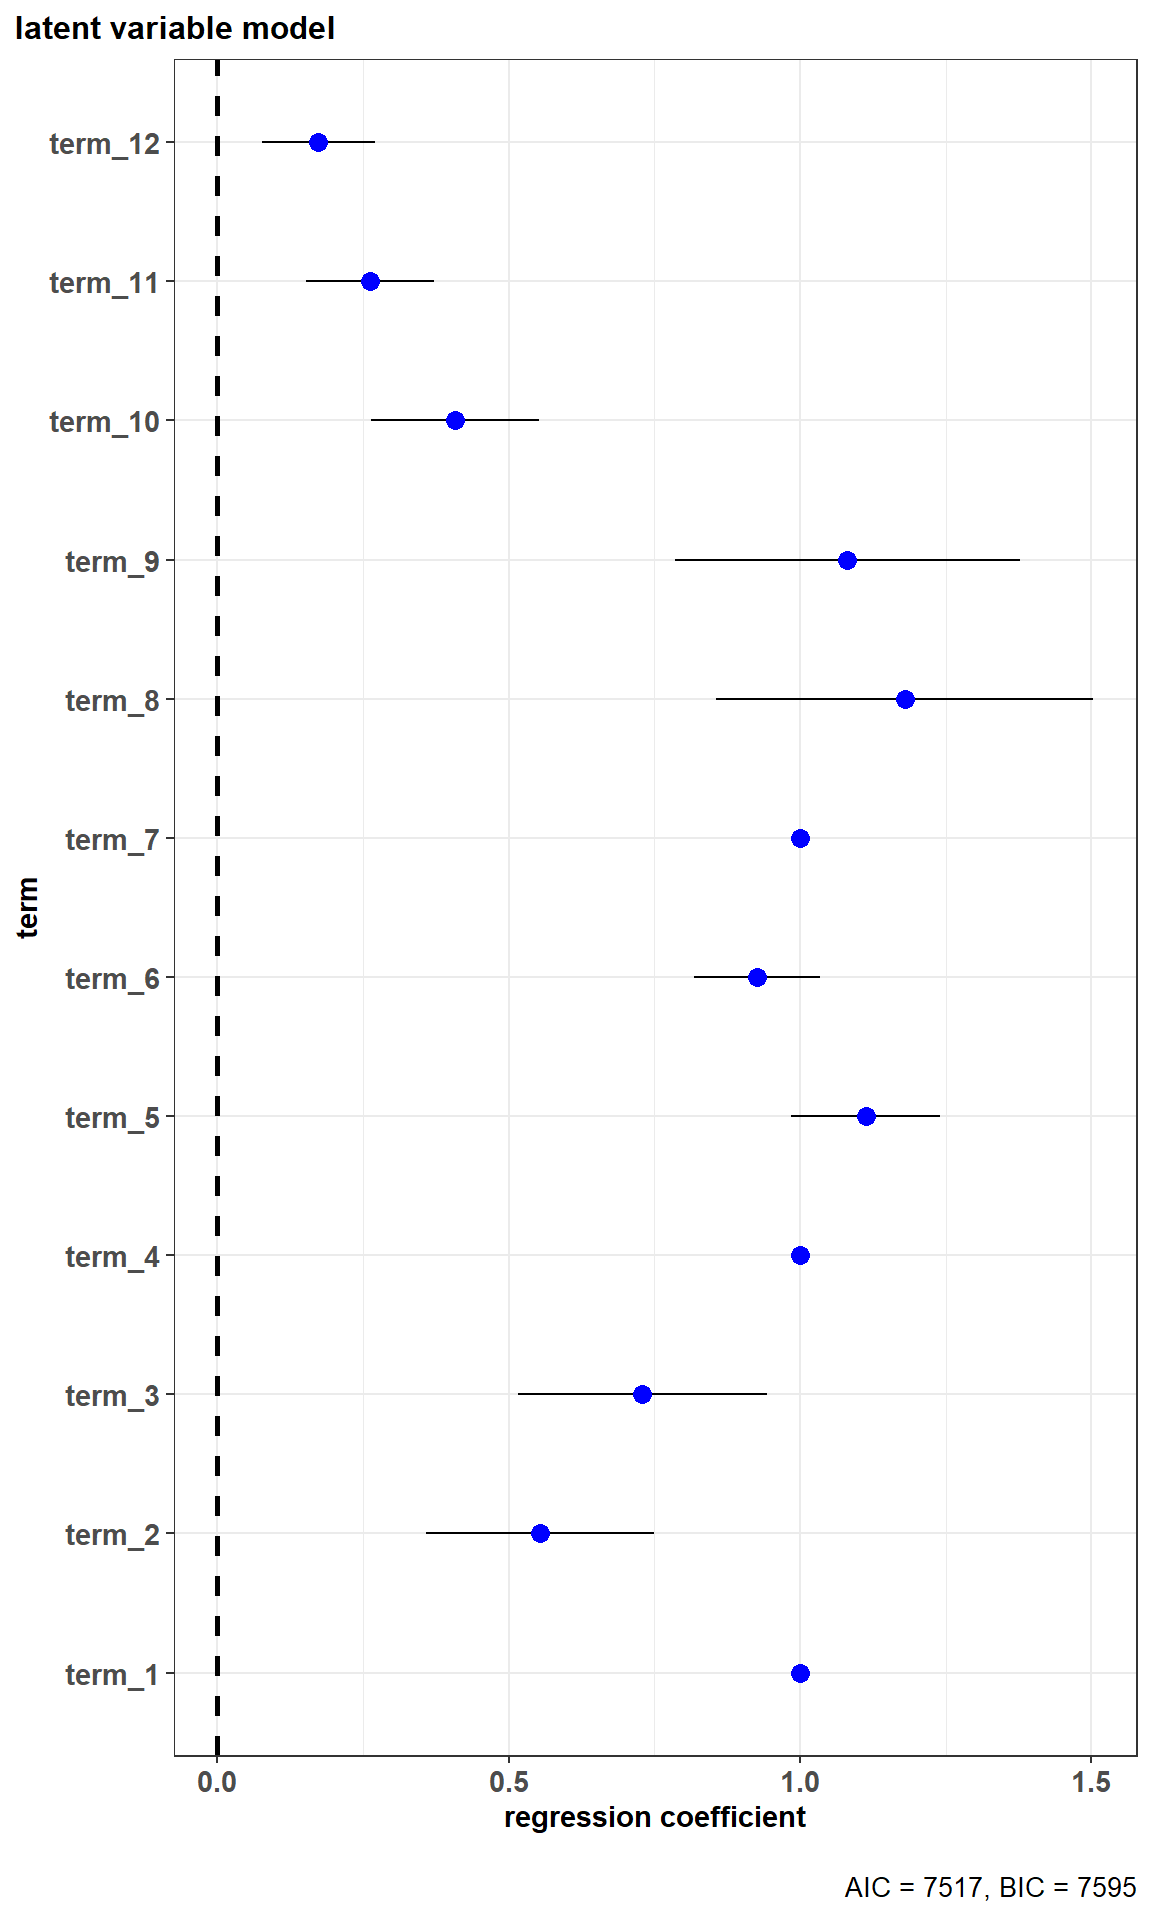 latent variable model
term
term_12
term_11
term_10
term_9
term_8
term_7
term_6
term_5
term_4
term_3
term_2
term_1
0.0 0.5 1.0 1.5
regression coefficient
AIC = 7517, BIC = 7595